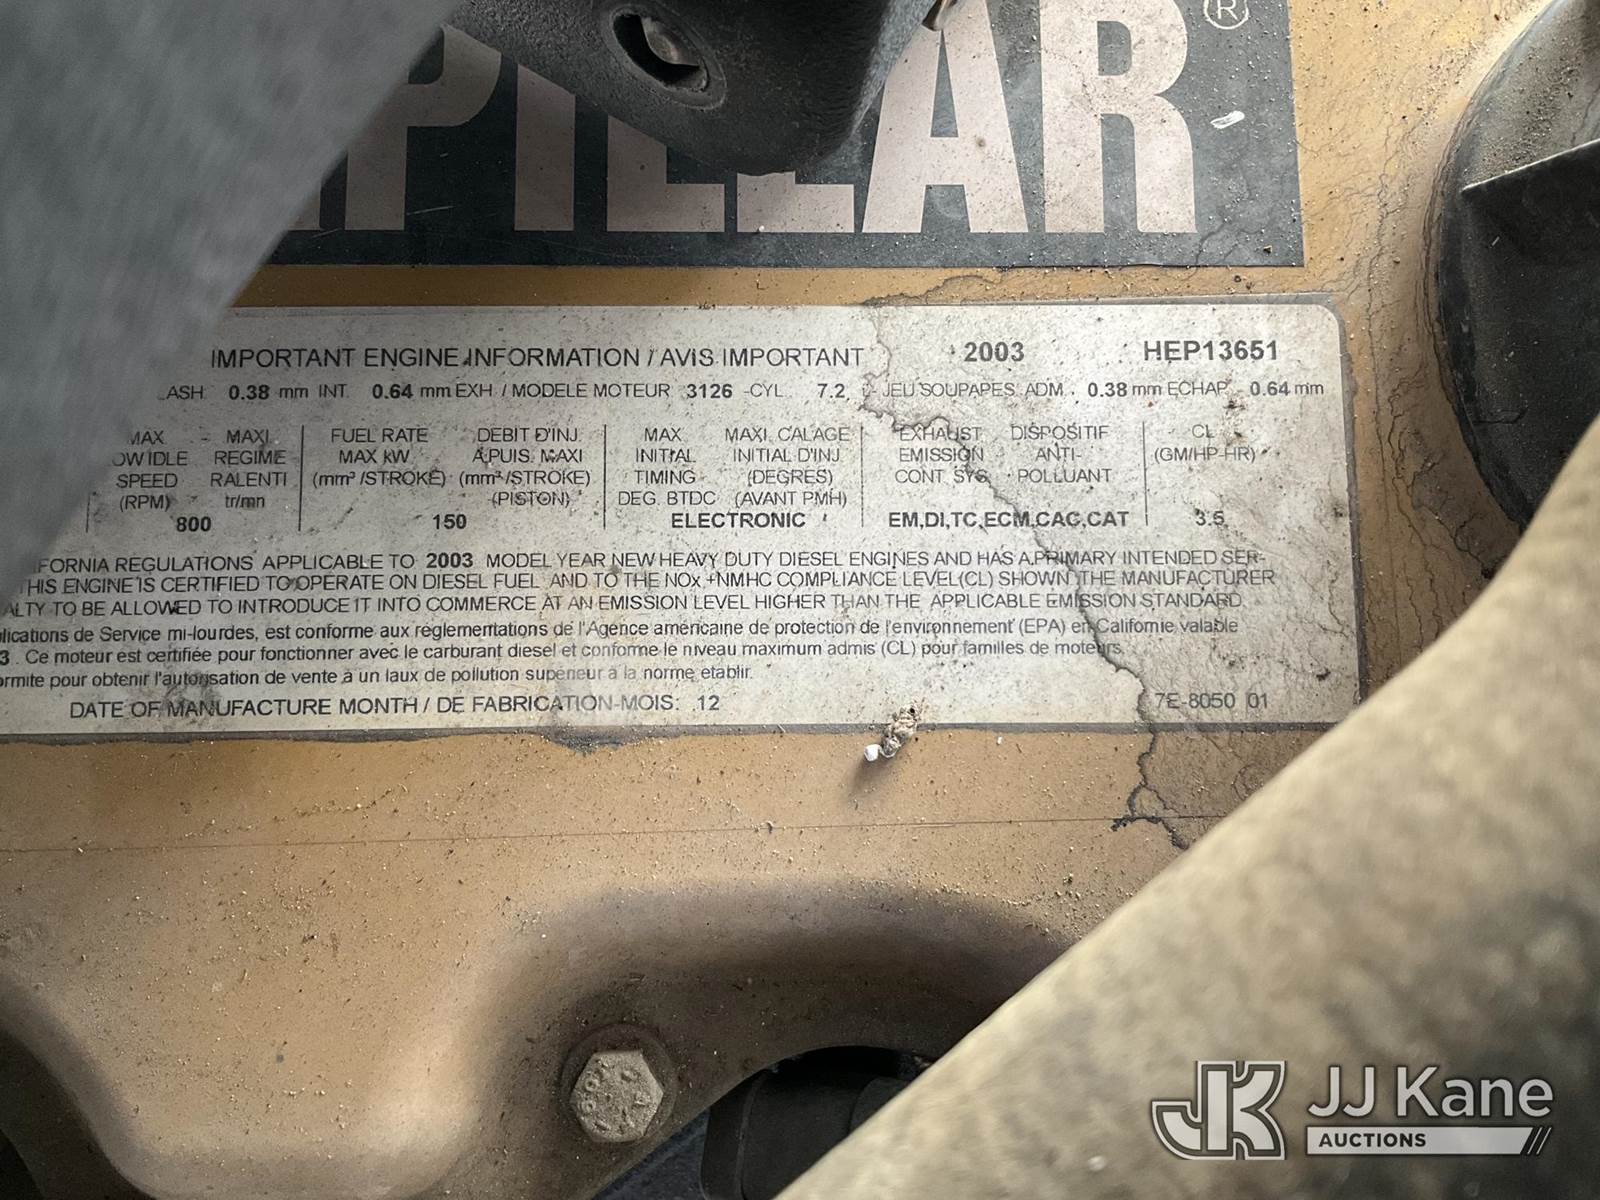 PILLAR®
IMPORTANT ENGINE INFORMATION / AVIS IMPORTANT 2003 HEP13651
LASH 0.38 mm INT. 0.64 mm EXH / MODELE MOTEUR 3126 -CYL 7.2 L- JEU SOUPAPES ADM. 0.38 mm ECHAP. 0.64 mm
MAX MAXI. FUEL RATE DEBIT D'INJ. MAX MAXI. CALAGE EXHAUST DISPOSITIF CL
OW IDLE REGIME MAX kW A PUIS. MAXI INITIAL INITIAL D'INJ. EMISSION ANTI- (GM/HP-HR)
SPEED RALENTI (mm³ /STROKE) (mm³ /STROKE) TIMING (DEGRES) CONT SYS. POLLUANT
(RPM) tr/mn (PISTON) DEG. BTDC (AVANT PMH)
800 150 ELECTRONIC EM,DI,TC,ECM,CAC,CAT 3.5
IFORNIA REGULATIONS APPLICABLE TO 2003 MODEL YEAR NEW HEAVY DUTY DIESEL ENGINES AND HAS A PRIMARY INTENDED SER-
THIS ENGINE IS CERTIFIED TO OPERATE ON DIESEL FUEL AND TO THE NOx +NMHC COMPLIANCE LEVEL(CL) SHOWN. THE MANUFACTURER
ALTY TO BE ALLOWED TO INTRODUCE IT INTO COMMERCE AT AN EMISSION LEVEL HIGHER THAN THE APPLICABLE EMISSION STANDARD.
lications de Service mi-lourdes, est conforme aux réglementations de l'Agence américaine de protection de l'environnement (EPA) en Californie valable
3 . Ce moteur est certifiée pour fonctionner avec le carburant diesel et conforme le niveau maximum admis (CL) pour familles de moteurs.
ormite pour obtenir l'autorisation de vente à un laux de pollution supérieur à la norme établir.
DATE OF MANUFACTURE MONTH / DE FABRICATION-MOIS: 12 7E-8050 01
JK JJ Kane
AUCTIONS